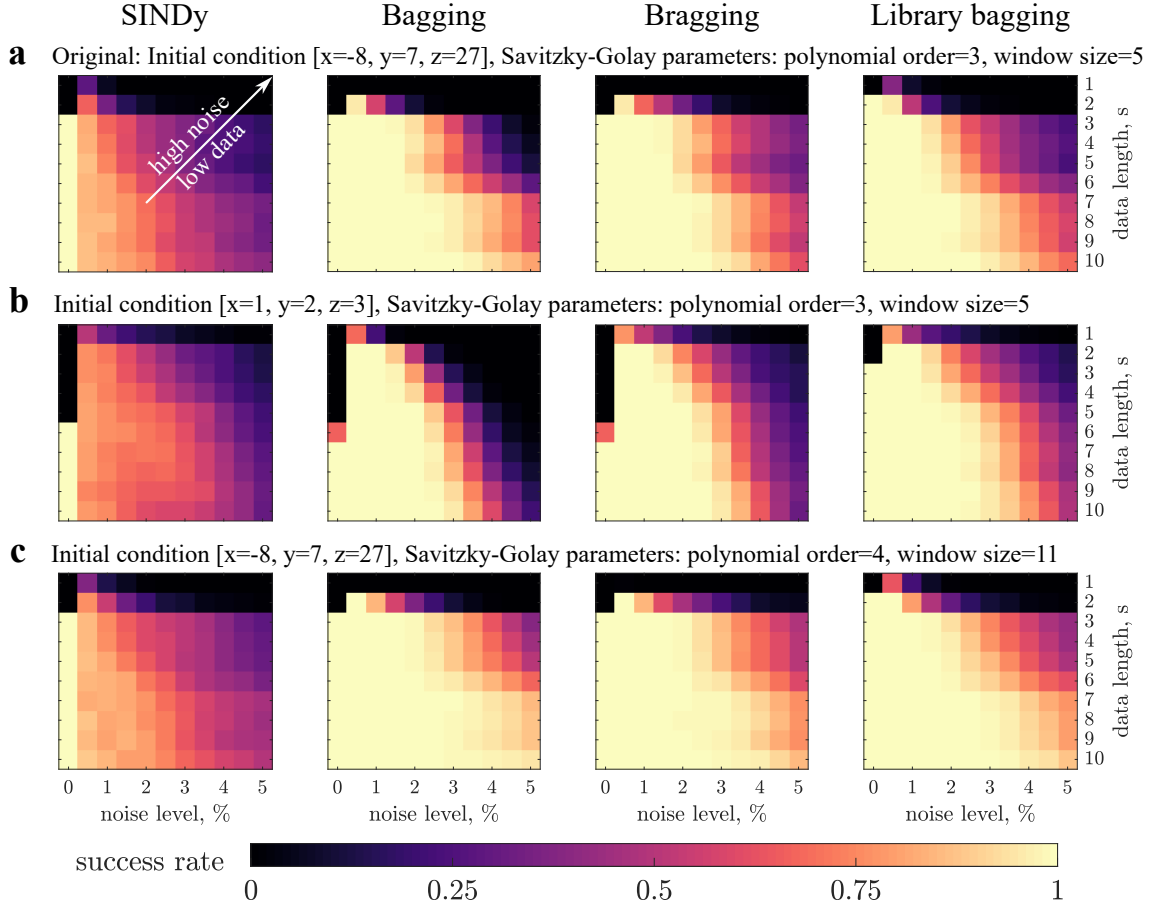 SINDy Bagging Bragging Library bagging
a Original: Initial condition [x=-8, y=7, z=27], Savitzky-Golay parameters: polynomial order=3, window size=5
high noise
low data
1
2
3
4
5
6
7
8
9
10
data length, s
b Initial condition [x=1, y=2, z=3], Savitzky-Golay parameters: polynomial order=3, window size=5
1
2
3
4
5
6
7
8
9
10
data length, s
c Initial condition [x=-8, y=7, z=27], Savitzky-Golay parameters: polynomial order=4, window size=11
1
2
3
4
5
6
7
8
9
10
data length, s
0 1 2 3 4 5 0 1 2 3 4 5 0 1 2 3 4 5 0 1 2 3 4 5
noise level, % noise level, % noise level, % noise level, %
success rate
0 0.25 0.5 0.75 1